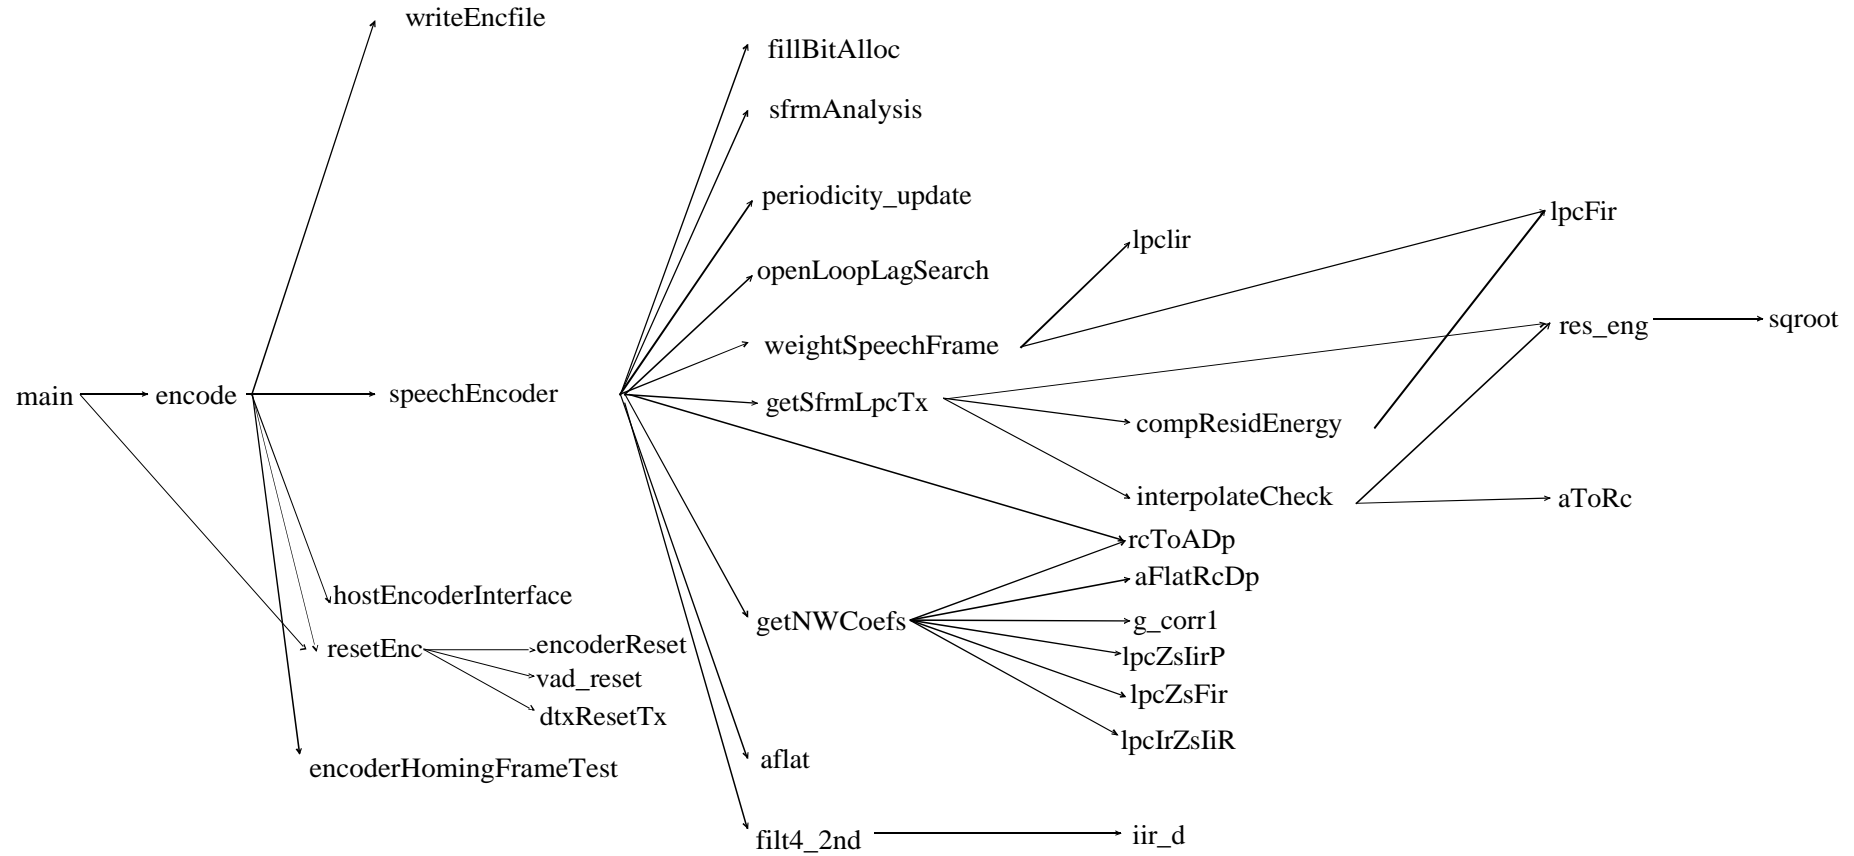 writeEncfile
fillBitAlloc
sfrmAnalysis
periodicity_update
lpcFir
lpclir
openLoopLagSearch
res_eng
sqroot
weightSpeechFrame
main
encode
speechEncoder
getSfrmLpcTx
compResidEnergy
interpolateCheck
aToRc
rcToADp
aFlatRcDp
hostEncoderInterface
getNWCoefs
g_corr1
resetEnc
encoderReset
lpcZsIirP
vad_reset
lpcZsFir
dtxResetTx
lpcIrZsIiR
encoderHomingFrameTest
aflat
filt4_2nd
iir_d